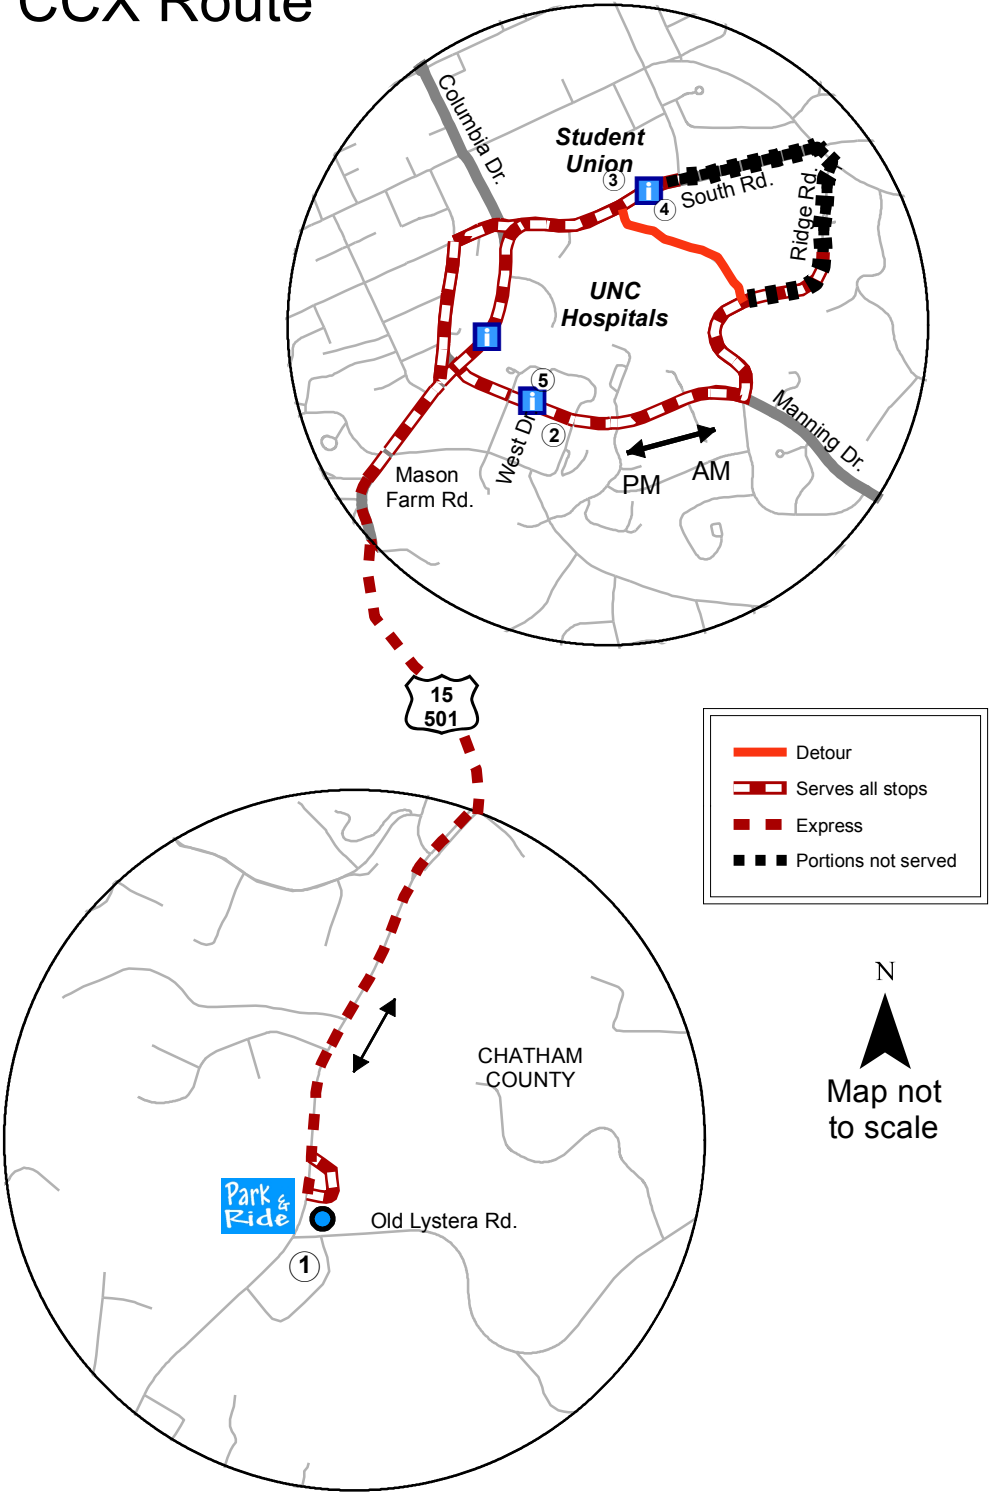 CCX Route
Columbia Dr.
Student
Union
3
i
4
South Rd.
Ridge Rd.
UNC
Hospitals
i
5
i
2
West Dr.
Manning Dr.
PM
AM
Mason
Farm Rd.
15
501
Detour
Serves all stops
Express
Portions not served
N
Map not
to scale
CHATHAM
COUNTY
Park &
Ride
Old Lystera Rd.
1